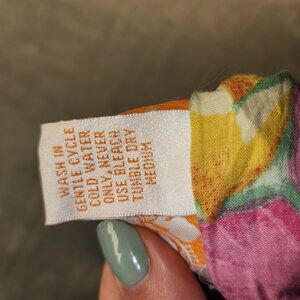 WASH IN
GENTLE CYCLE
COLD WATER
ONLY, NEVER
USE BLEACH
TUMBLE DRY
MEDIUM